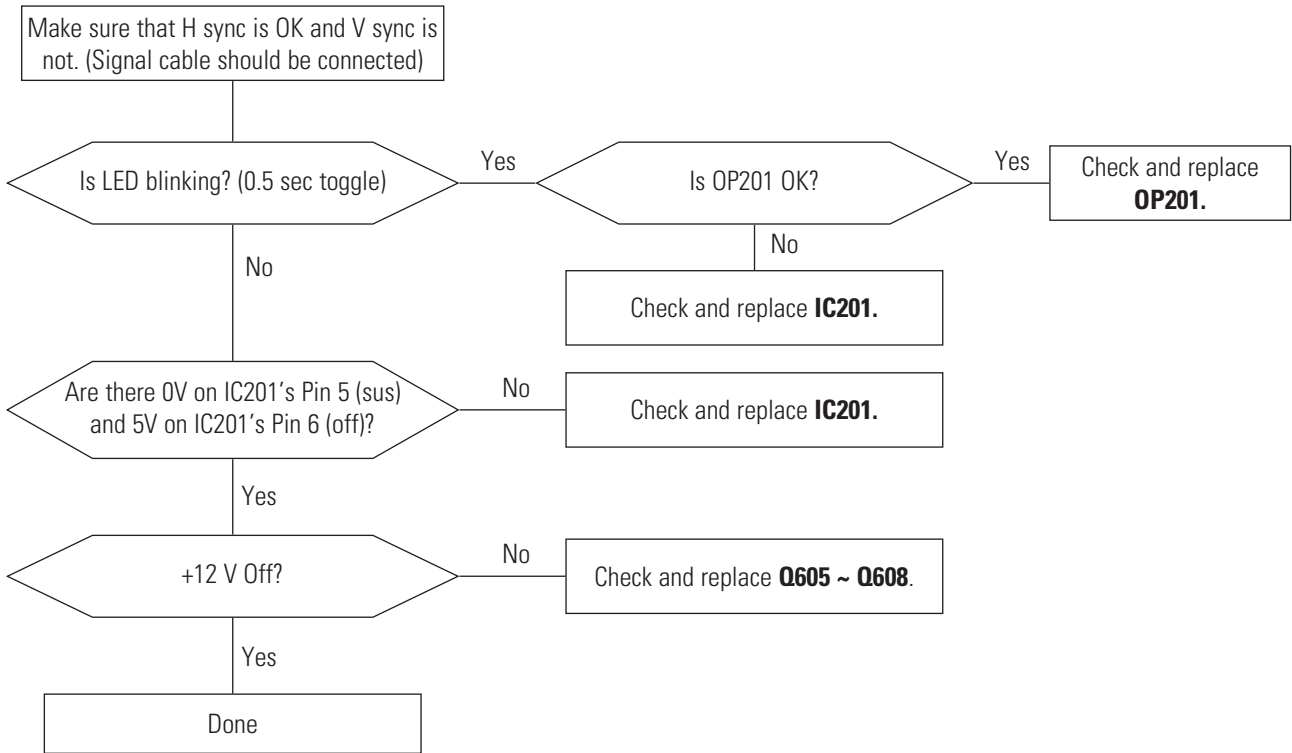 Make sure that H sync is OK and V sync is
not. (Signal cable should be connected)
Is LED blinking? (0.5 sec toggle)
Yes
Is OP201 OK?
Yes
Check and replace
OP201.
No
No
Check and replace IC201.
Are there 0V on IC201's Pin 5 (sus)
and 5V on IC201's Pin 6 (off)?
No
Check and replace IC201.
Yes
+12 V Off?
No
Check and replace Q605 ~ Q608.
Yes
Done